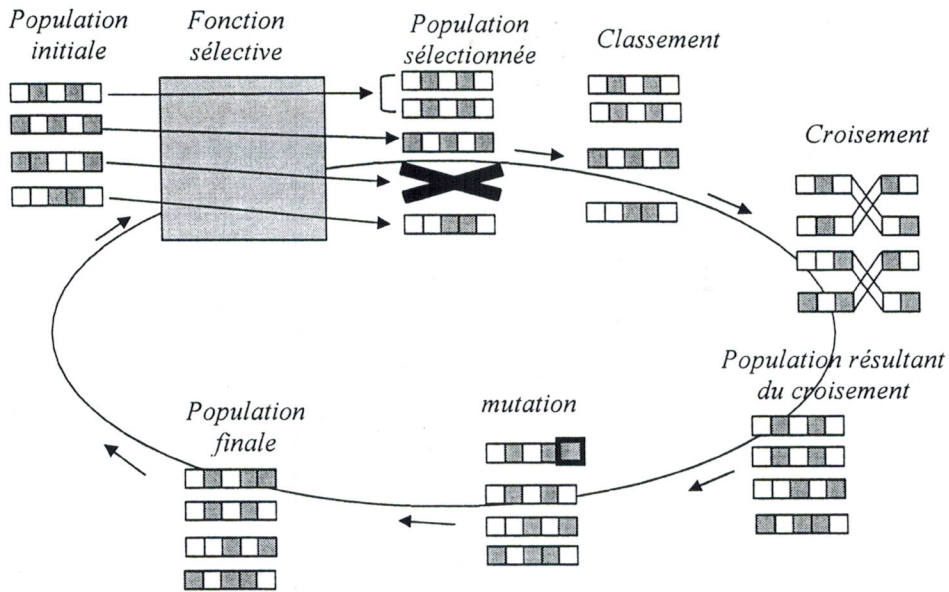 Population
initiale
Fonction
sélective
Population
sélectionnée
Classement
Croisement
Population résultant
du croisement
mutation
Population
finale